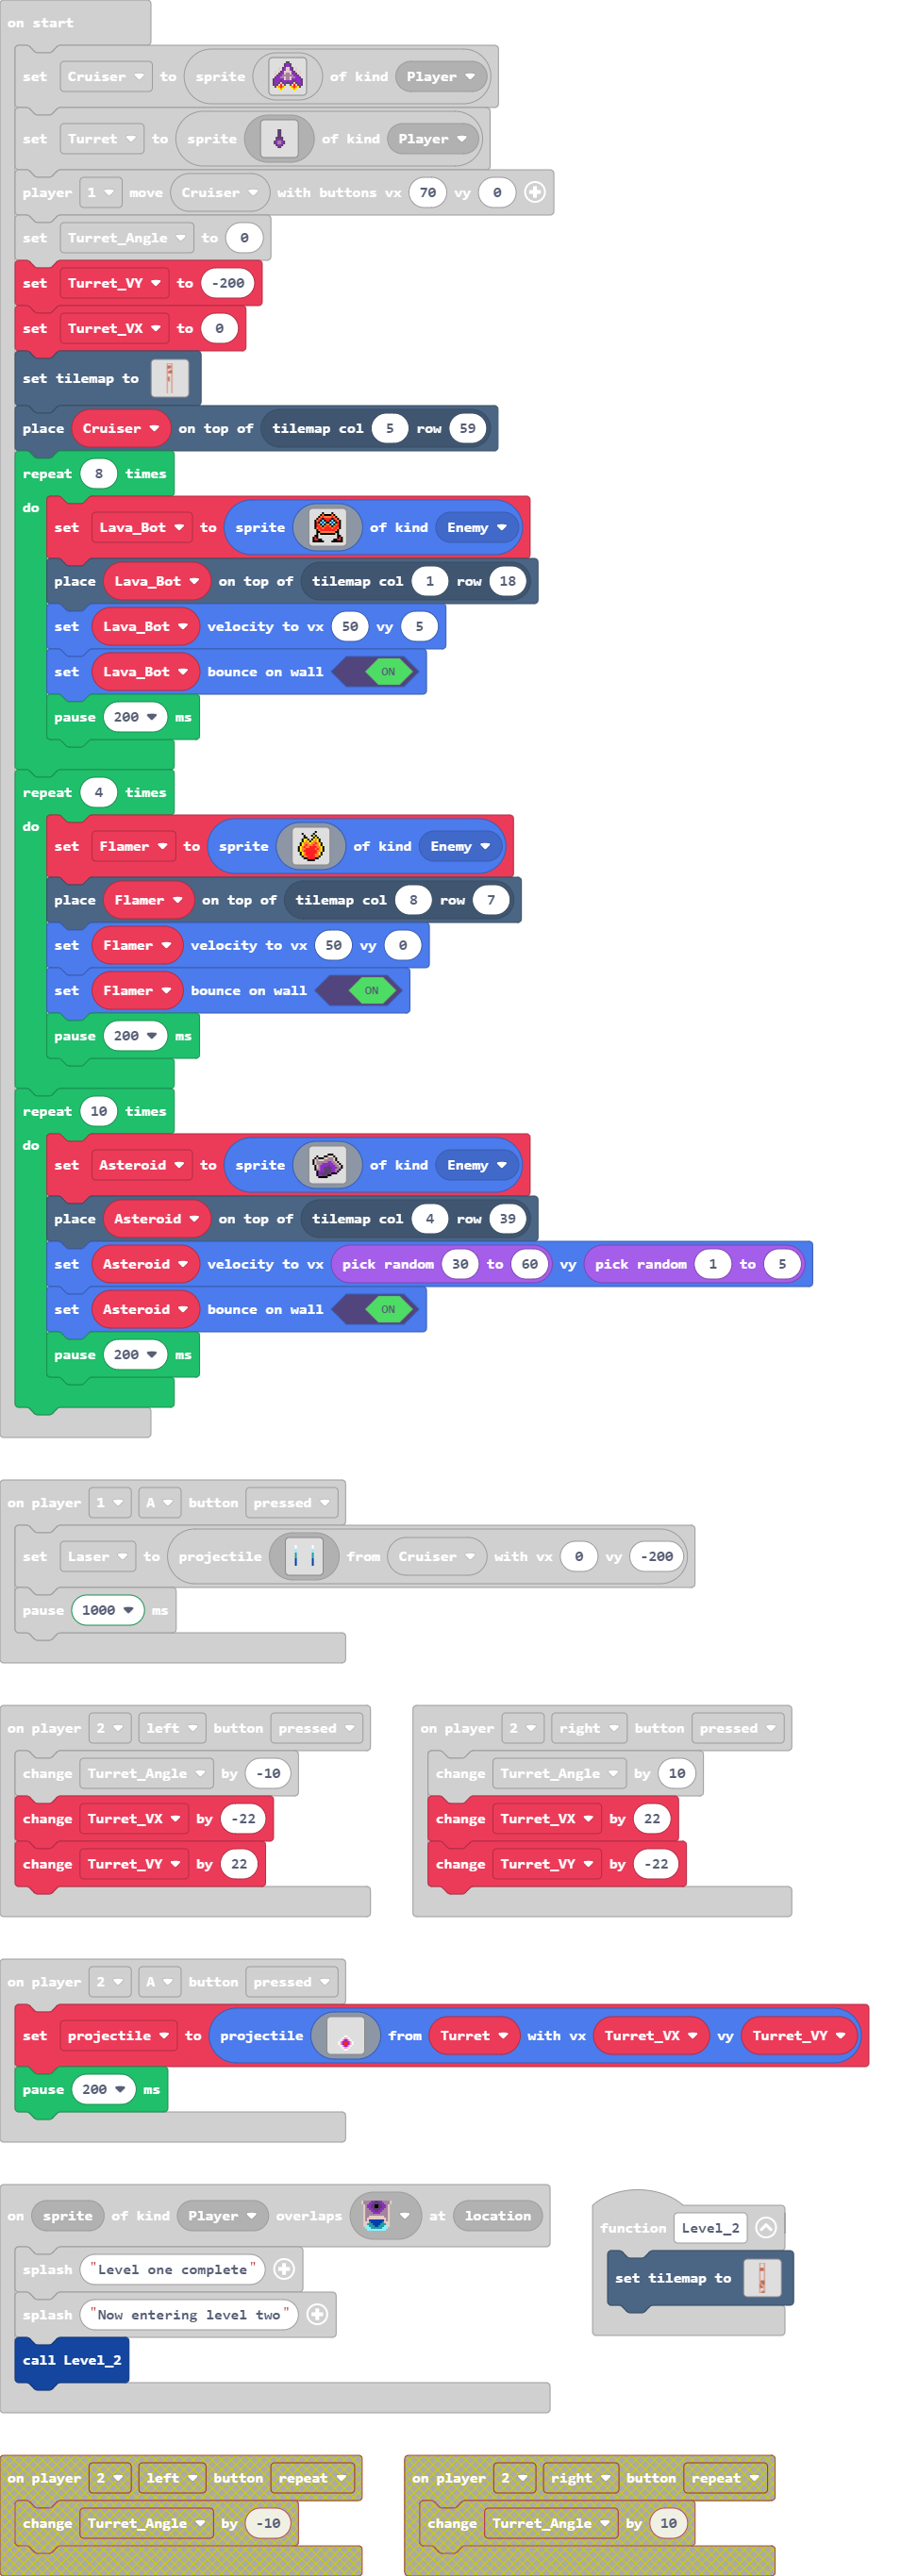 on start
set Cruiser to sprite of kind Player
set Turret to sprite of kind Player
player 1 move Cruiser with buttons vx 70 vy 0
set Turret_Angle to 0
set Turret_VY to -200
set Turret_VX to 0
set tilemap to
place Cruiser on top of tilemap col 5 row 59
repeat 8 times
do
set Lava_Bot to sprite of kind Enemy
place Lava_Bot on top of tilemap col 1 row 18
set Lava_Bot velocity to vx 50 vy 5
set Lava_Bot bounce on wall ON
pause 200 ms
repeat 4 times
do
set Flamer to sprite of kind Enemy
place Flamer on top of tilemap col 8 row 7
set Flamer velocity to vx 50 vy 0
set Flamer bounce on wall ON
pause 200 ms
repeat 10 times
do
set Asteroid to sprite of kind Enemy
place Asteroid on top of tilemap col 4 row 39
set Asteroid velocity to vx pick random 30 to 60 vy pick random 1 to 5
set Asteroid bounce on wall ON
pause 200 ms
on player 1 A button pressed
set Laser to projectile from Cruiser with vx 0 vy -200
pause 1000 ms
on player 2 left button pressed
change Turret_Angle by -10
change Turret_VX by -22
change Turret_VY by 22
on player 2 right button pressed
change Turret_Angle by 10
change Turret_VX by 22
change Turret_VY by -22
on player 2 A button pressed
set projectile to projectile from Turret with vx Turret_VX vy Turret_VY
pause 200 ms
on sprite of kind Player overlaps at location
splash "Level one complete"
splash "Now entering level two"
call Level_2
function Level_2
set tilemap to
on player 2 left button repeat
change Turret_Angle by -10
on player 2 right button repeat
change Turret_Angle by 10